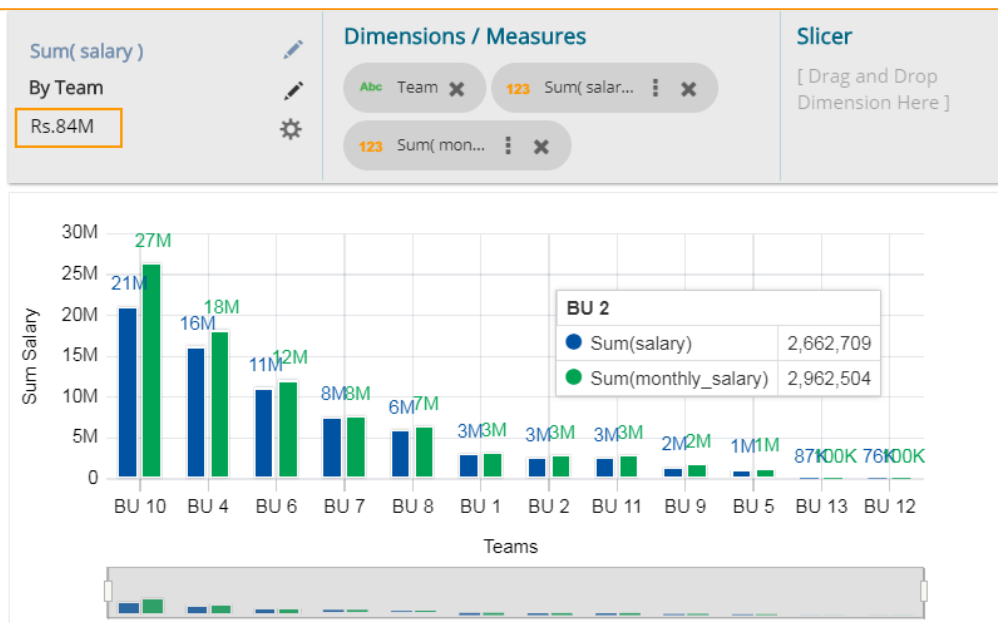 Sum( salary )
By Team
Rs.84M
Dimensions / Measures
Abc Team
123 Sum( salar...
123 Sum( mon...
Slicer
[ Drag and Drop
Dimension Here ]
Sum Salary
30M
25M
20M
15M
10M
5M
0
21M 27M
16M 18M
11M 12M
8M 8M
6M 7M
3M 3M
3M 3M
3M 3M
2M 2M
1M 1M
87K 100K
76K 100K
BU 2
Sum(salary) 2,662,709
Sum(monthly_salary) 2,962,504
BU 10 BU 4 BU 6 BU 7 BU 8 BU 1 BU 2 BU 11 BU 9 BU 5 BU 13 BU 12
Teams